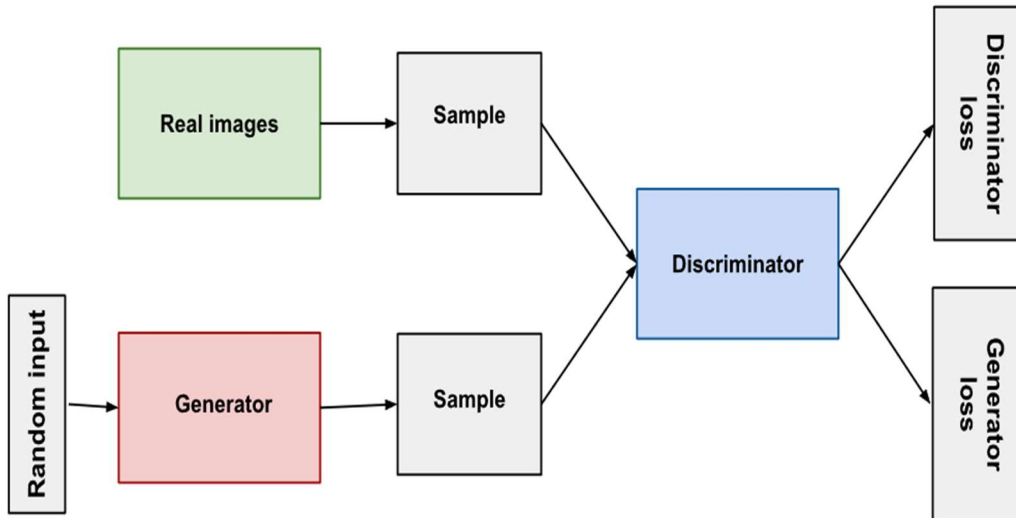 Real images
Sample
Discriminator
loss
Discriminator
Random input
Generator
Sample
Generator
loss